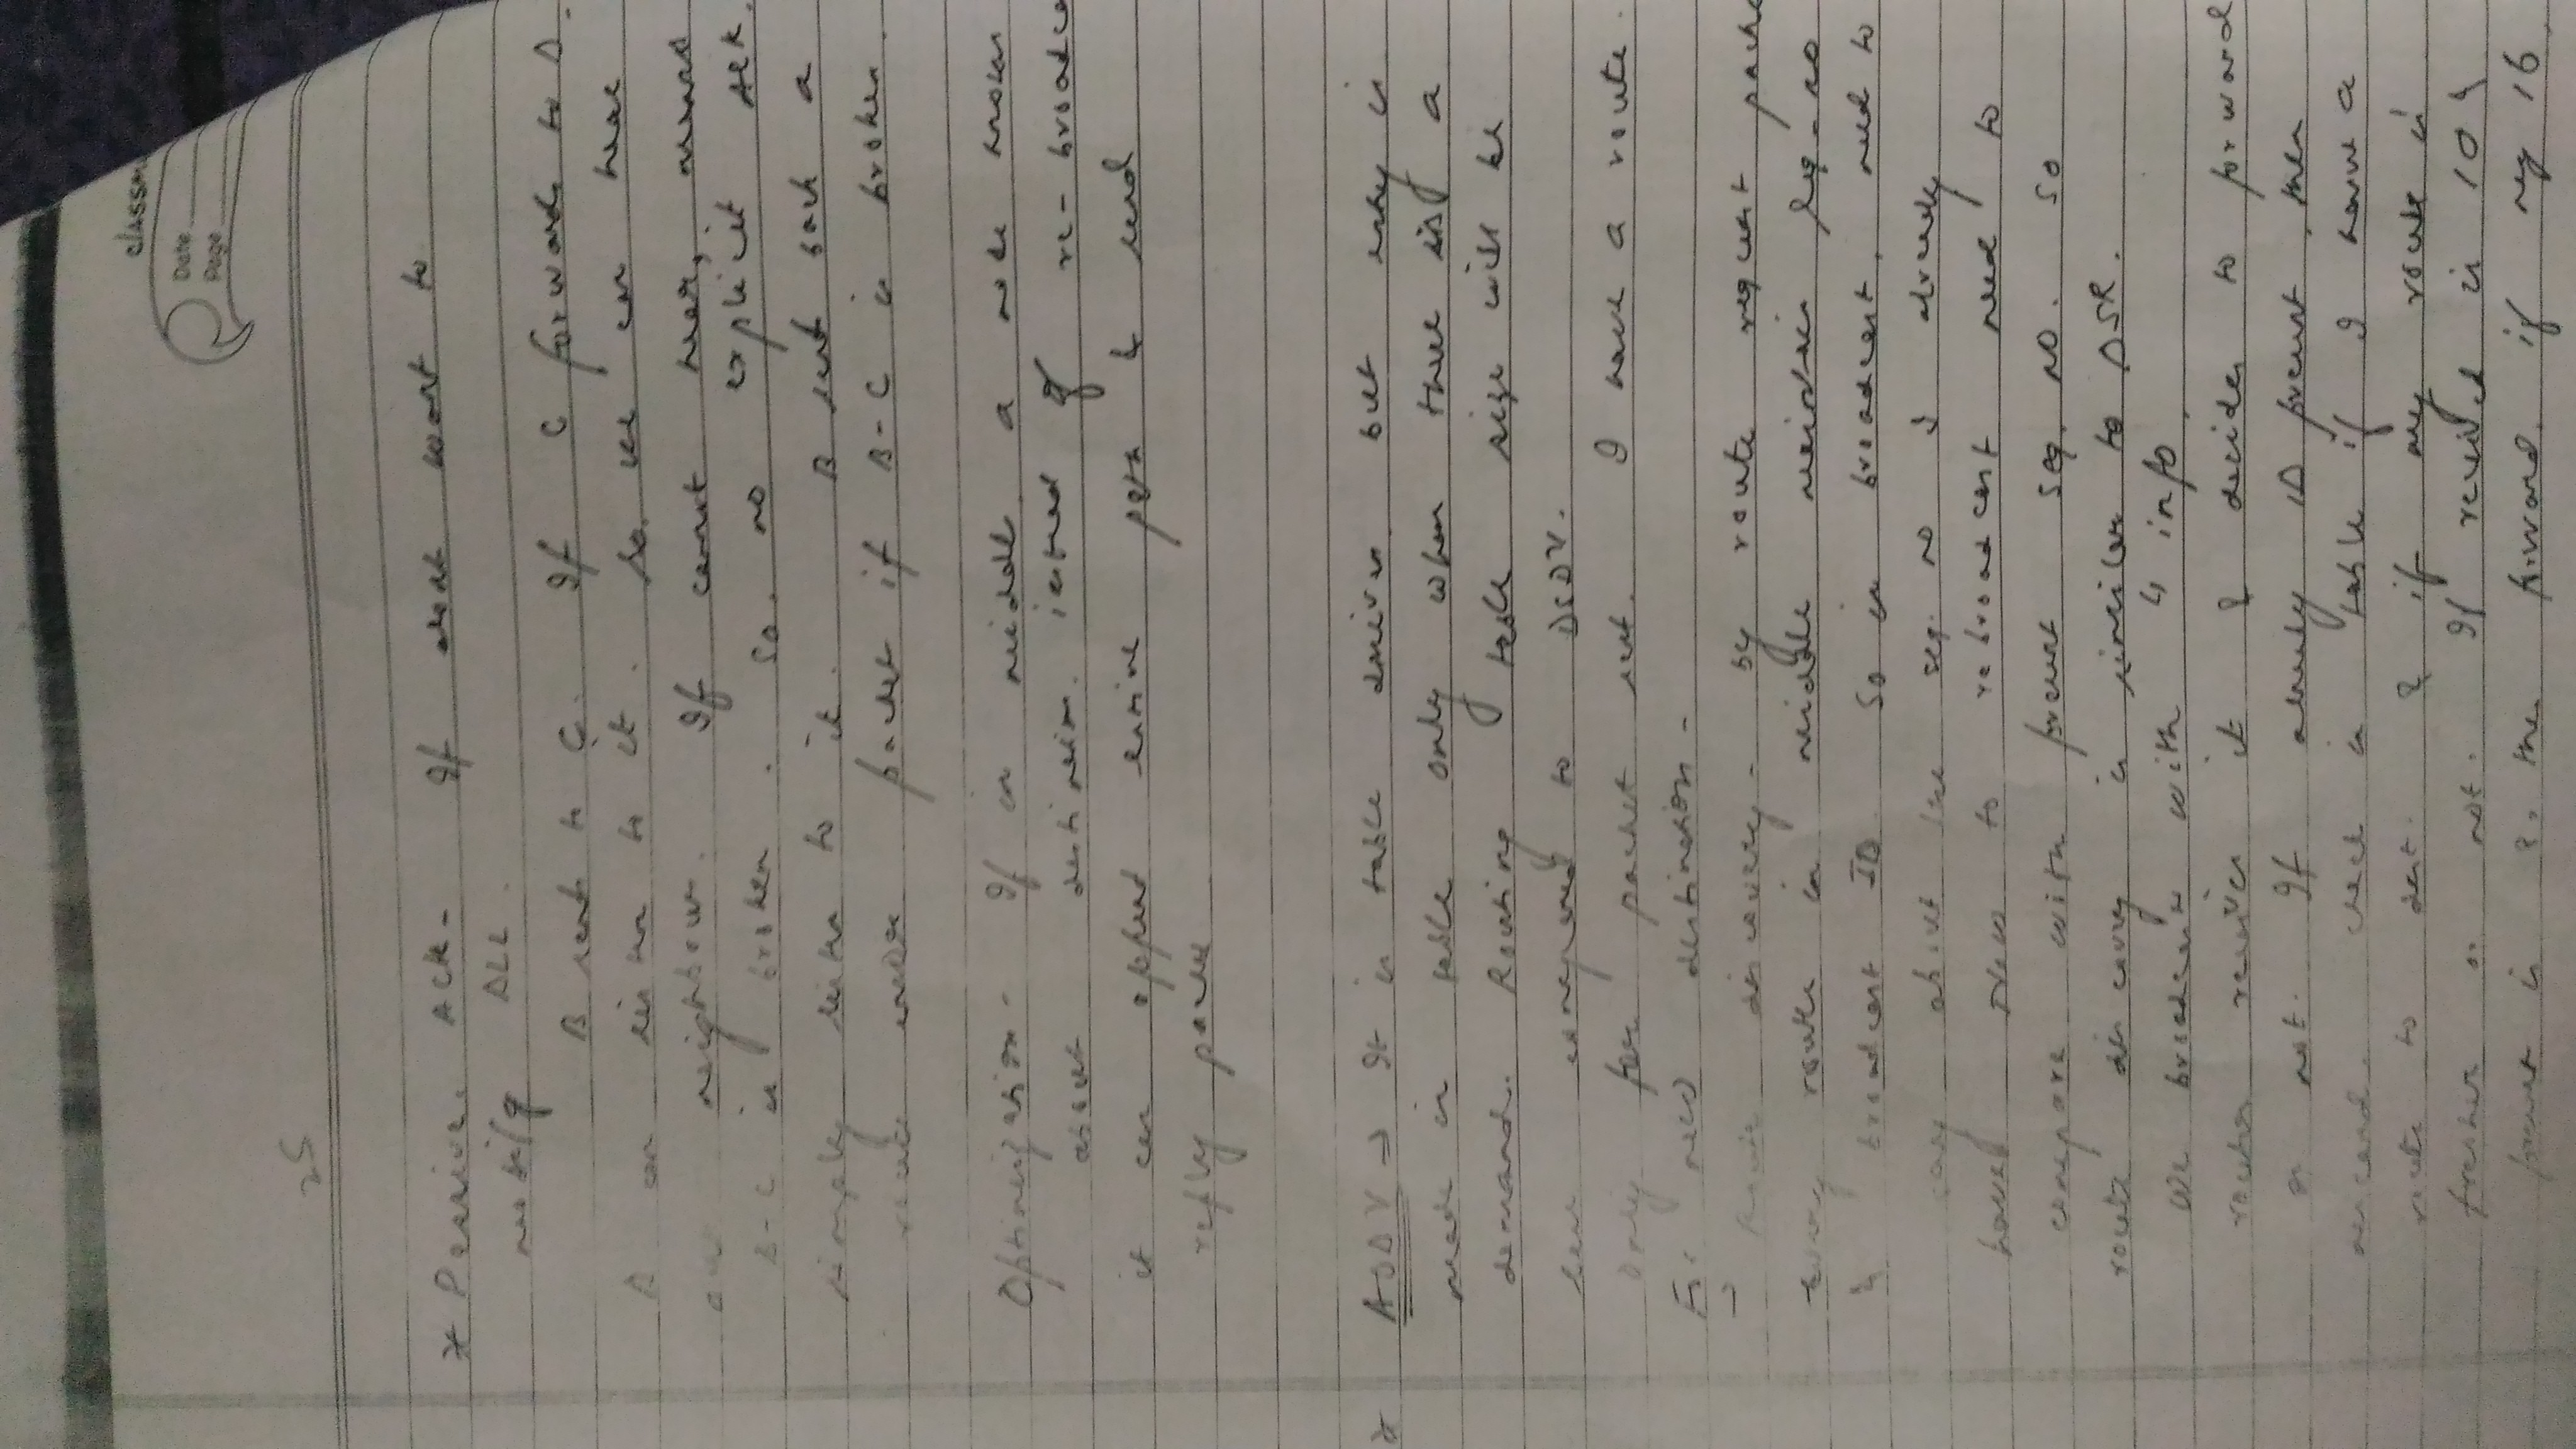 classm
Date
Page
25
* Passive ACK - If dont want to
modify DLL.
B sent to C. If C forwards to D.
B can listen to it. So. we can hear
our neighbour. If cannot hear, means
B-C is broken. So. no explicit ACK.
simply listen to it. B sent back a
route error packet if B-C is broken.
Optimization - If in middle a node knows
about destination. instead of re-broadca
it can append entire path & send
reply packet
* AODV → It is table driven but entry is
made in table only when there is a
demand. Routing table size will be
less compared to DSDV.
Only for packet sent. I have a route.
For new destination -
→ Route discovery - by route request packe
Every route in middle maintain seq-no
& broadcast ID. So in broadcast, need to
say about the seq. no I already
have. Now to rebroadcast need to
compare with present seq. no. So
route discovery is similar to DSR.
We broadcast with 4 info.
router receives it & decides to forward
or not. If already ID present, then
discard. check in table if I have a
route to dest. & if my route is
fresher or not. If received is 10 &
present is 8. then forward. if my 16